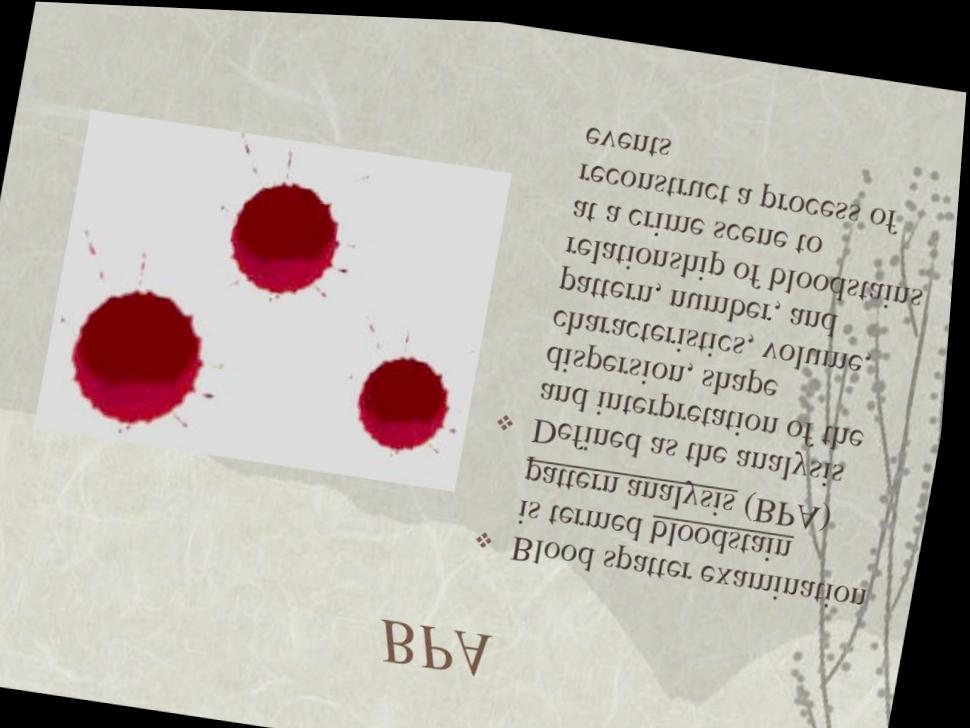 BPA
Blood spatter examination
is termed bloodstain
pattern analysis (BPA)
Defined as the analysis
and interpretation of the
dispersion, shape
characteristics, volume,
pattern, number, and
relationship of bloodstains
at a crime scene to
reconstruct a process of
events